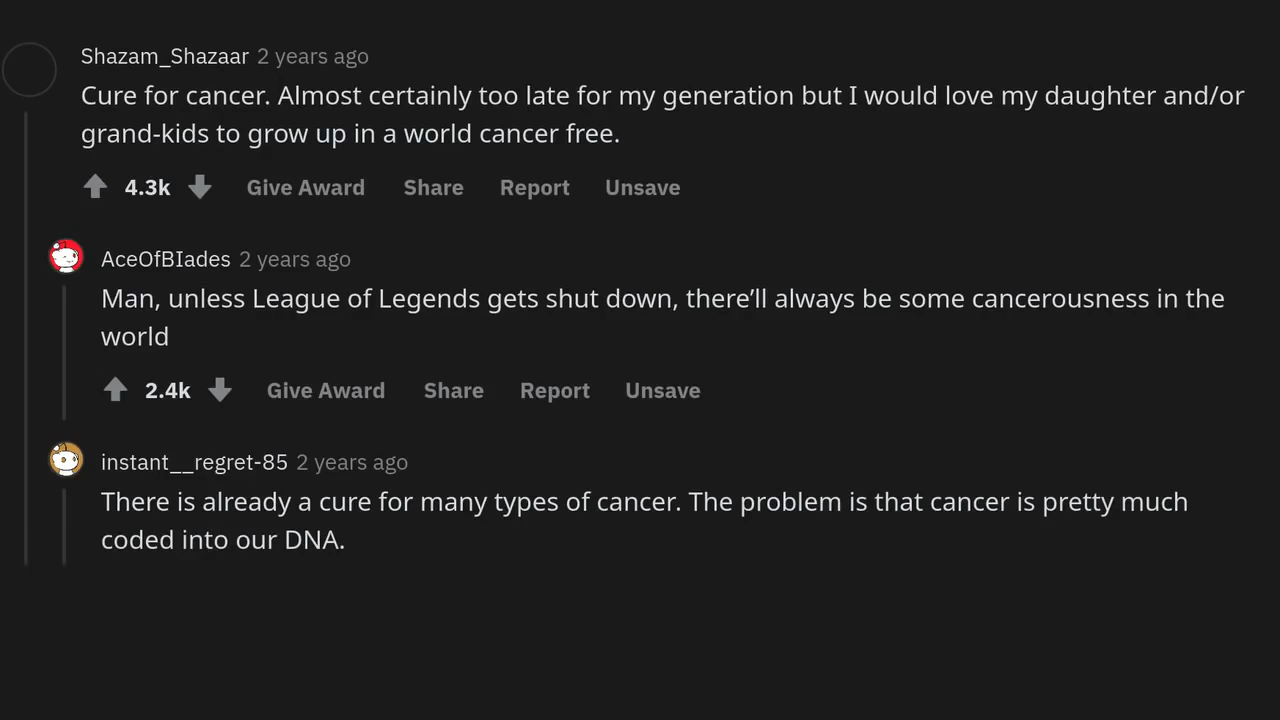 Shazam_Shazaar 2 years ago
Cure for cancer. Almost certainly too late for my generation but I would love my daughter and/or
grand-kids to grow up in a world cancer free.
4.3k Give Award Share Report Unsave
AceOfBIades 2 years ago
Man, unless League of Legends gets shut down, there’ll always be some cancerousness in the
world
2.4k Give Award Share Report Unsave
instant__regret-85 2 years ago
There is already a cure for many types of cancer. The problem is that cancer is pretty much
coded into our DNA.